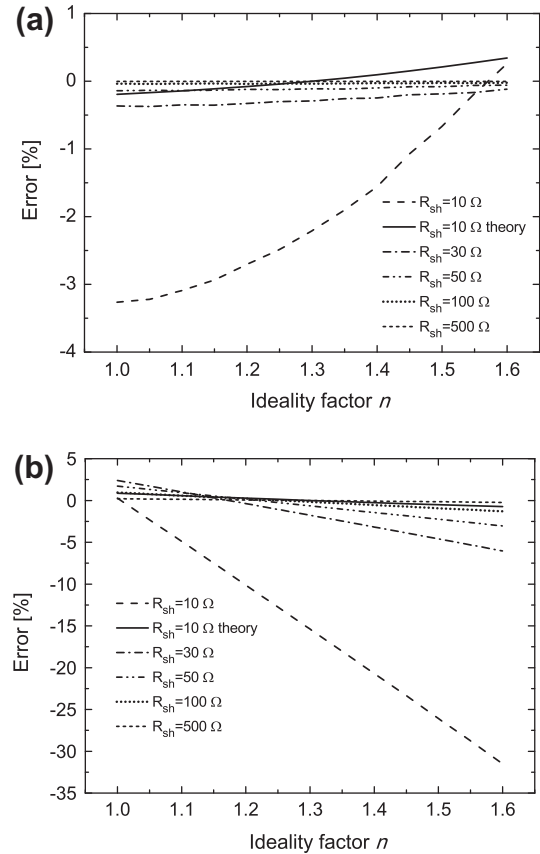 (a)
1
0
-1
-2
-3
-4
Error [%]
R_sh=10 Ω
R_sh=10 Ω theory
R_sh=30 Ω
R_sh=50 Ω
R_sh=100 Ω
R_sh=500 Ω
1.0 1.1 1.2 1.3 1.4 1.5 1.6
Ideality factor n
(b)
5
0
-5
-10
-15
-20
-25
-30
-35
Error [%]
R_sh=10 Ω
R_sh=10 Ω theory
R_sh=30 Ω
R_sh=50 Ω
R_sh=100 Ω
R_sh=500 Ω
1.0 1.1 1.2 1.3 1.4 1.5 1.6
Ideality factor n